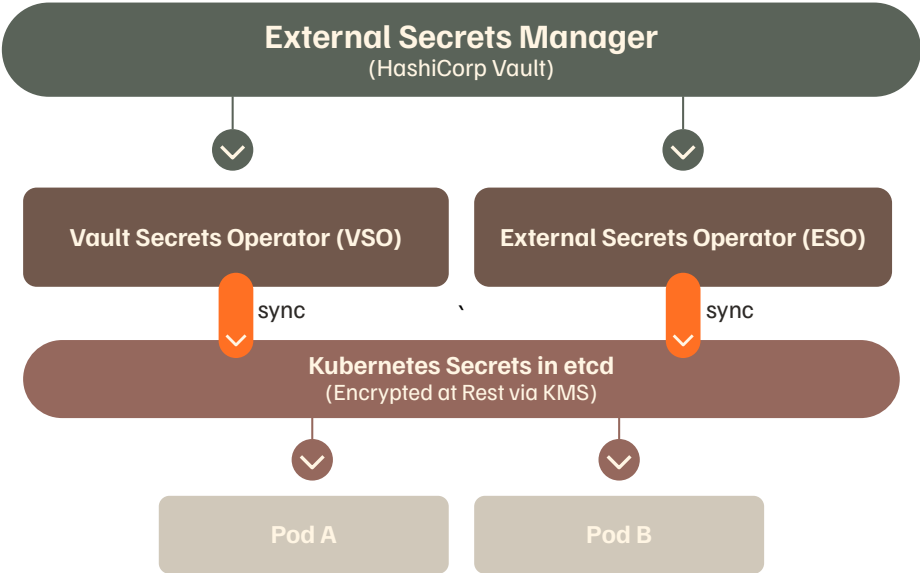 External Secrets Manager
(HashiCorp Vault)
Vault Secrets Operator (VSO)
External Secrets Operator (ESO)
sync
`
sync
Kubernetes Secrets in etcd
(Encrypted at Rest via KMS)
Pod A
Pod B